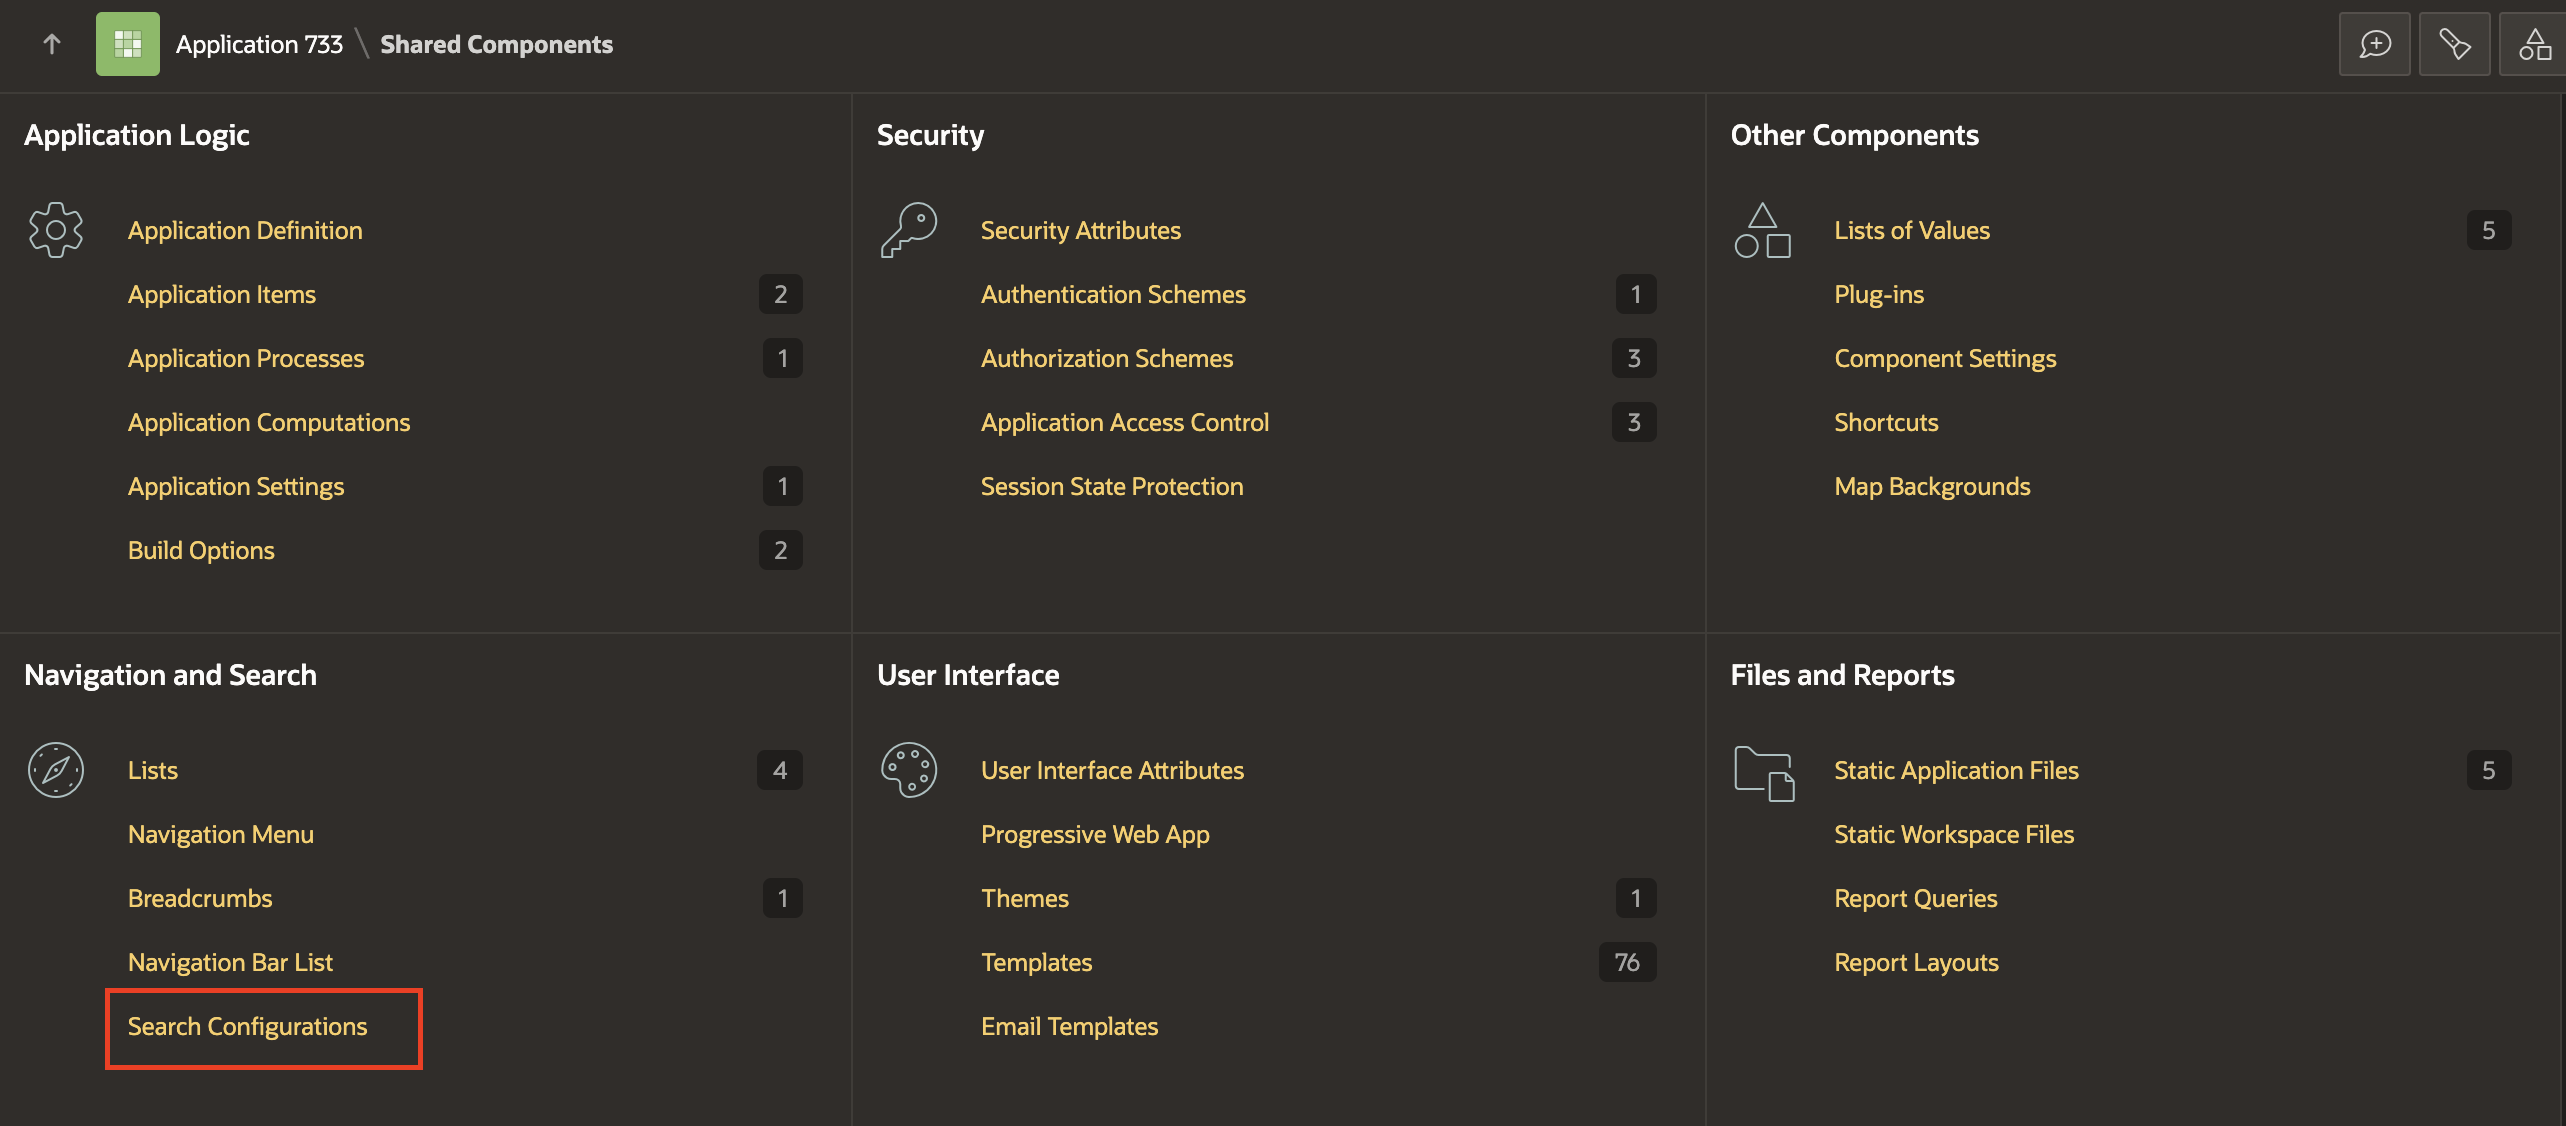 Application 733 \ Shared Components
Application Logic
Application Definition
Application Items 2
Application Processes 1
Application Computations
Application Settings 1
Build Options 2
Security
Security Attributes
Authentication Schemes 1
Authorization Schemes 3
Application Access Control 3
Session State Protection
Other Components
Lists of Values 5
Plug-ins
Component Settings
Shortcuts
Map Backgrounds
Navigation and Search
Lists 4
Navigation Menu
Breadcrumbs 1
Navigation Bar List
Search Configurations
User Interface
User Interface Attributes
Progressive Web App
Themes 1
Templates 76
Email Templates
Files and Reports
Static Application Files 5
Static Workspace Files
Report Queries
Report Layouts